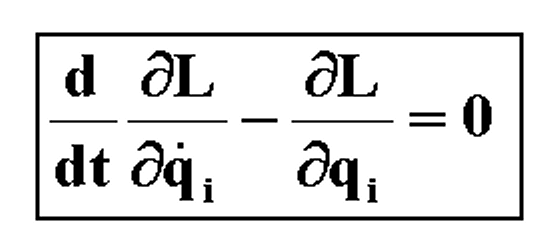 d/dt ∂L/∂q̇ᵢ − ∂L/∂qᵢ = 0